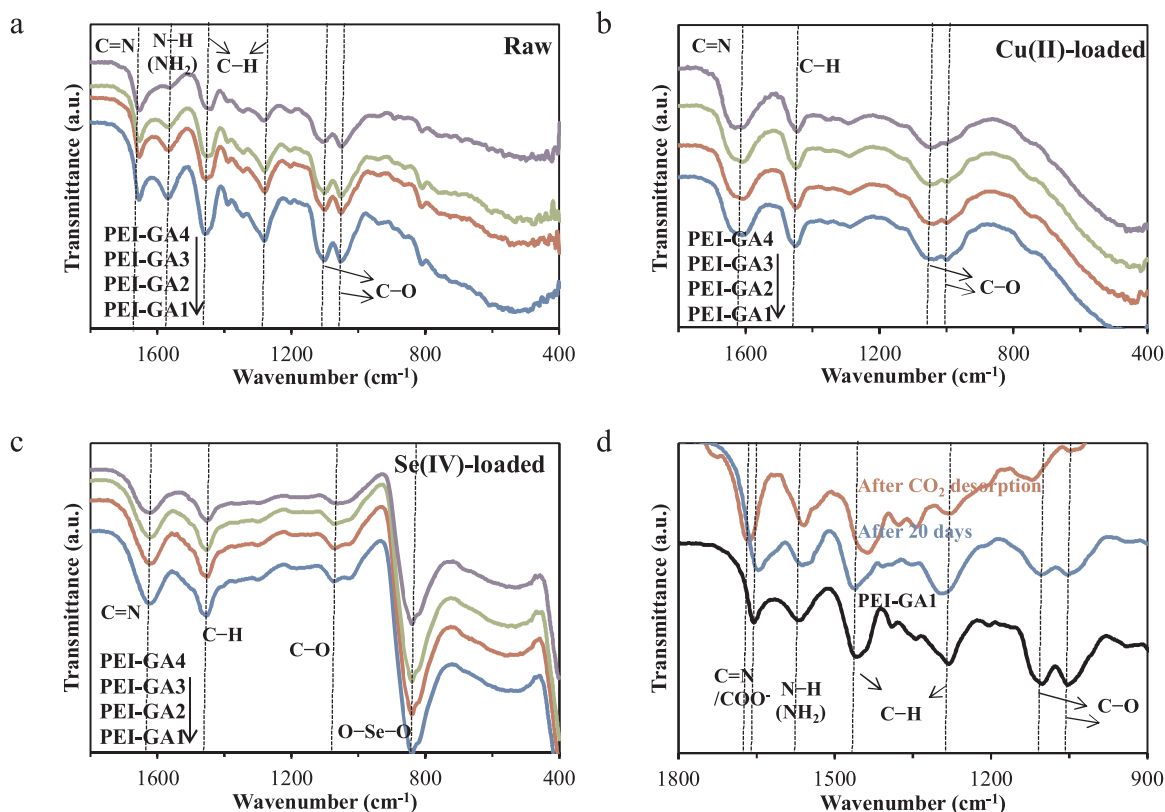 a
C=N
N−H
(NH₂)
C−H
Raw
Transmittance (a.u.)
PEI-GA4
PEI-GA3
PEI-GA2
PEI-GA1
C−O
1600
1200
800
400
Wavenumber (cm⁻¹)
b
C=N
C−H
Cu(II)-loaded
Transmittance (a.u.)
PEI-GA4
PEI-GA3
PEI-GA2
PEI-GA1
C−O
1600
1200
800
400
Wavenumber (cm⁻¹)
c
Se(IV)-loaded
Transmittance (a.u.)
C=N
C−H
C−O
PEI-GA4
PEI-GA3
PEI-GA2
PEI-GA1
O−Se−O
1600
1200
800
400
Wavenumber (cm⁻¹)
d
After CO₂ desorption
After 20 days
PEI-GA1
Transmittance (a.u.)
C=N
/COO⁻
N−H
(NH₂)
C−H
C−O
1800
1500
1200
900
Wavenumber (cm⁻¹)